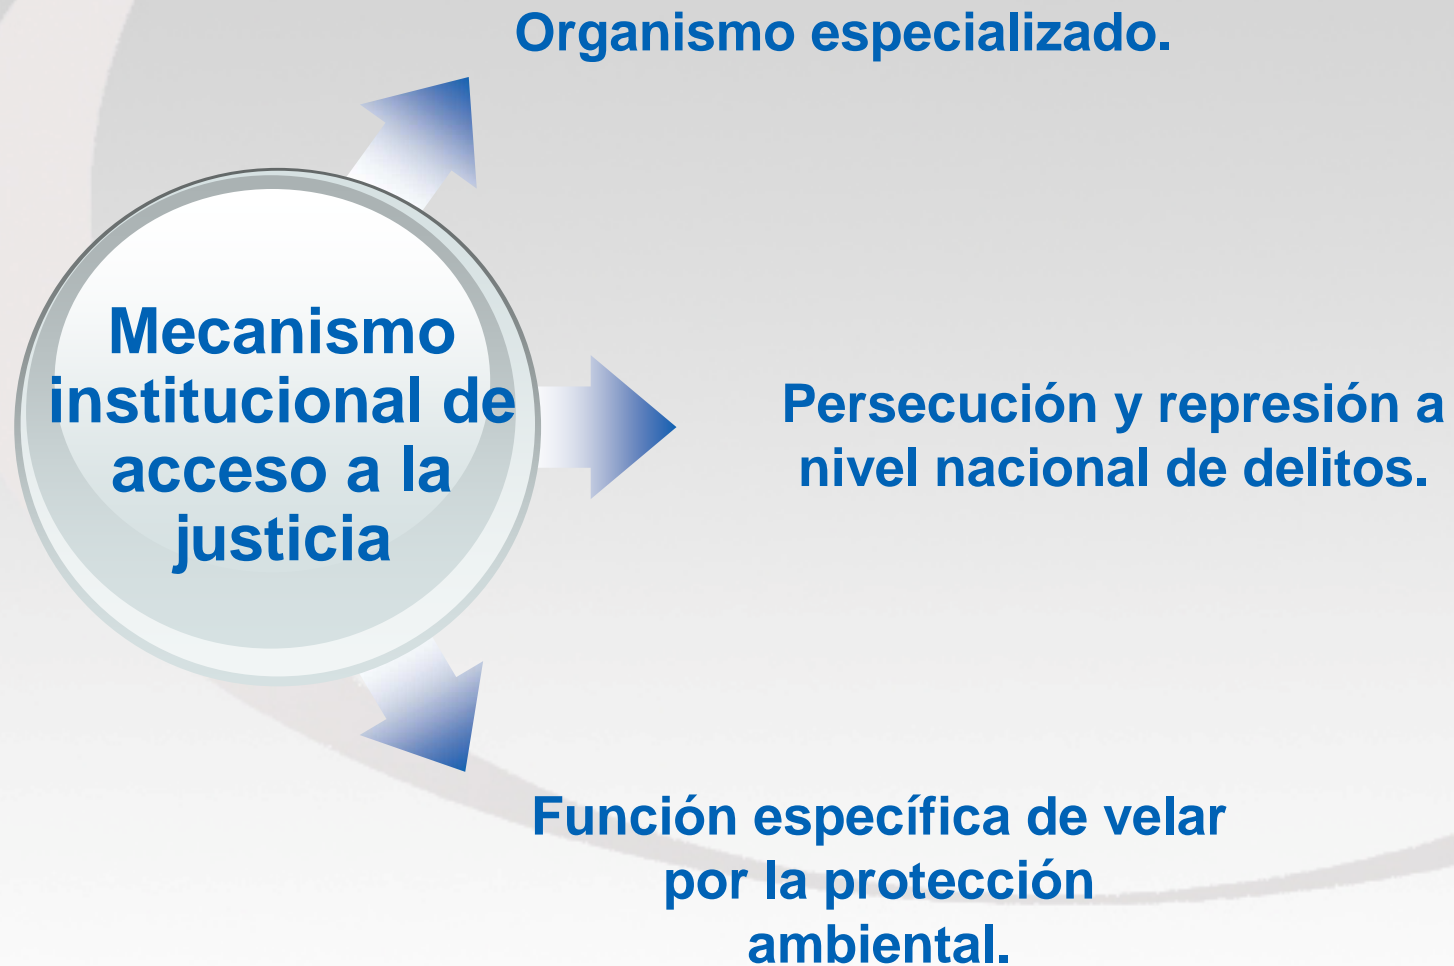 Organismo especializado.
Mecanismo
institucional de
acceso a la
justicia
Persecución y represión a
nivel nacional de delitos.
Función específica de velar
por la protección
ambiental.